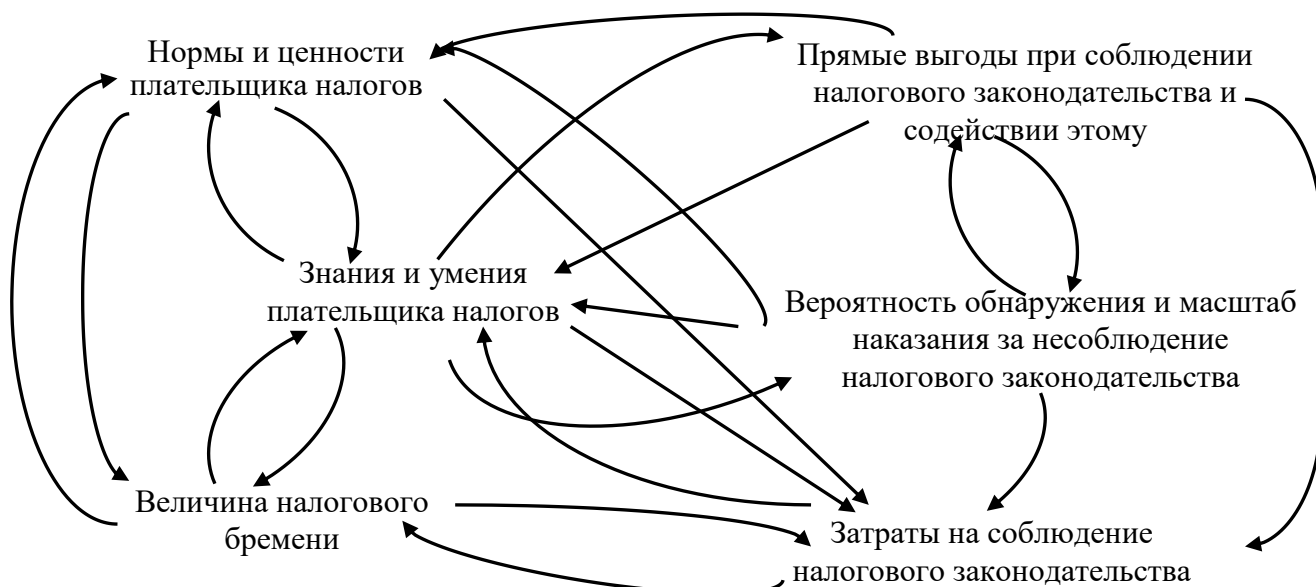 Нормы и ценности
плательщика налогов
Прямые выгоды при соблюдении
налогового законодательства и
содействии этому
Знания и умения
плательщика налогов
Вероятность обнаружения и масштаб
наказания за несоблюдение
налогового законодательства
Величина налогового
бремени
Затраты на соблюдение
налогового законодательства